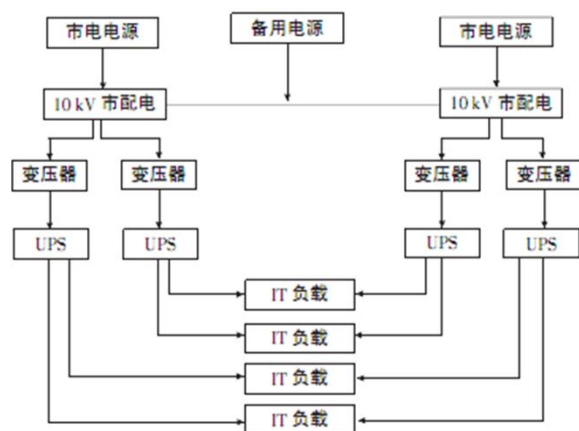 市电电源
备用电源
市电电源
10 kV 市配电
10 kV 市配电
变压器
变压器
变压器
变压器
UPS
UPS
UPS
UPS
IT 负载
IT 负载
IT 负载
IT 负载